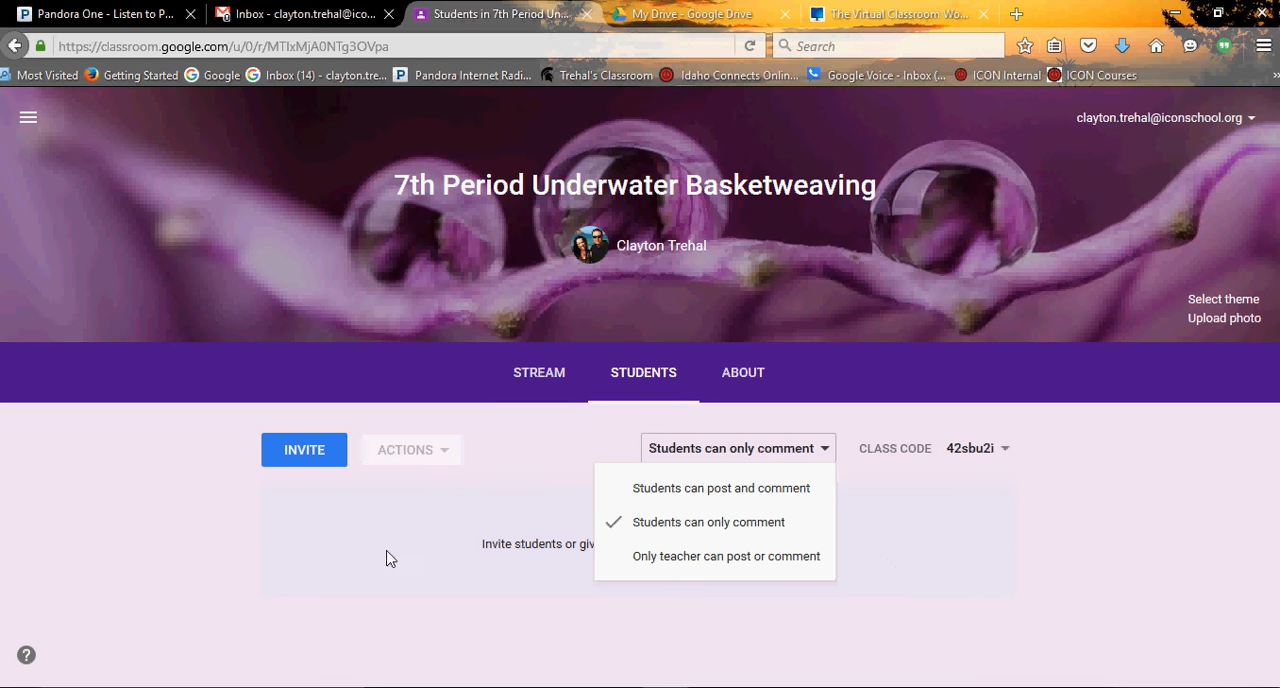 Pandora One - Listen to P...
Inbox - clayton.trehal@ico...
Students in 7th Period Un...
My Drive - Google Drive
The Virtual Classroom Wo...
https://classroom.google.com/u/0/r/MTIxMjA0NTg3OVpa
Search
Most Visited
Getting Started
Google
Inbox (14) - clayton.tre...
Pandora Internet Radi...
Trehal's Classroom
Idaho Connects Onlin...
Google Voice - Inbox (...
ICON Internal
ICON Courses
clayton.trehal@iconschool.org
7th Period Underwater Basketweaving
Clayton Trehal
Select theme
Upload photo
STREAM
STUDENTS
ABOUT
INVITE
ACTIONS
Students can only comment
CLASS CODE 42sbu2i
Students can post and comment
Students can only comment
Invite students or giv
Only teacher can post or comment
?